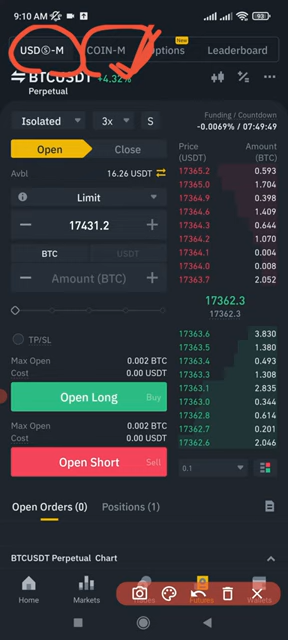 9:10 AM
93
USDⓈ-M COIN-M Options New Leaderboard
BTCUSDT +4.32%
Perpetual
Funding / Countdown
-0.0069% / 07:49:49
Isolated 3x S
Open Close
Avbl 16.26 USDT
Limit
− 17431.2 +
BTC USDT
− Amount (BTC) +
TP/SL
Max Open 0.002 BTC
Cost 0.00 USDT
Open Long Buy
Max Open 0.002 BTC
Cost 0.00 USDT
Open Short Sell
Price (USDT) Amount (BTC)
17365.2 0.593
17365.0 1.704
17364.9 0.398
17364.6 1.409
17364.3 0.644
17364.2 1.070
17364.1 0.004
17364.0 0.008
17363.7 2.052
17362.3
17362.3
17363.6 3.830
17363.5 1.380
17363.4 0.493
17363.3 1.308
17363.1 2.835
17363.0 0.344
17362.8 0.614
17362.7 0.201
17362.6 2.046
0.1
Open Orders (0) Positions (1)
BTCUSDT Perpetual Chart
Home Markets Trades Futures Wallets